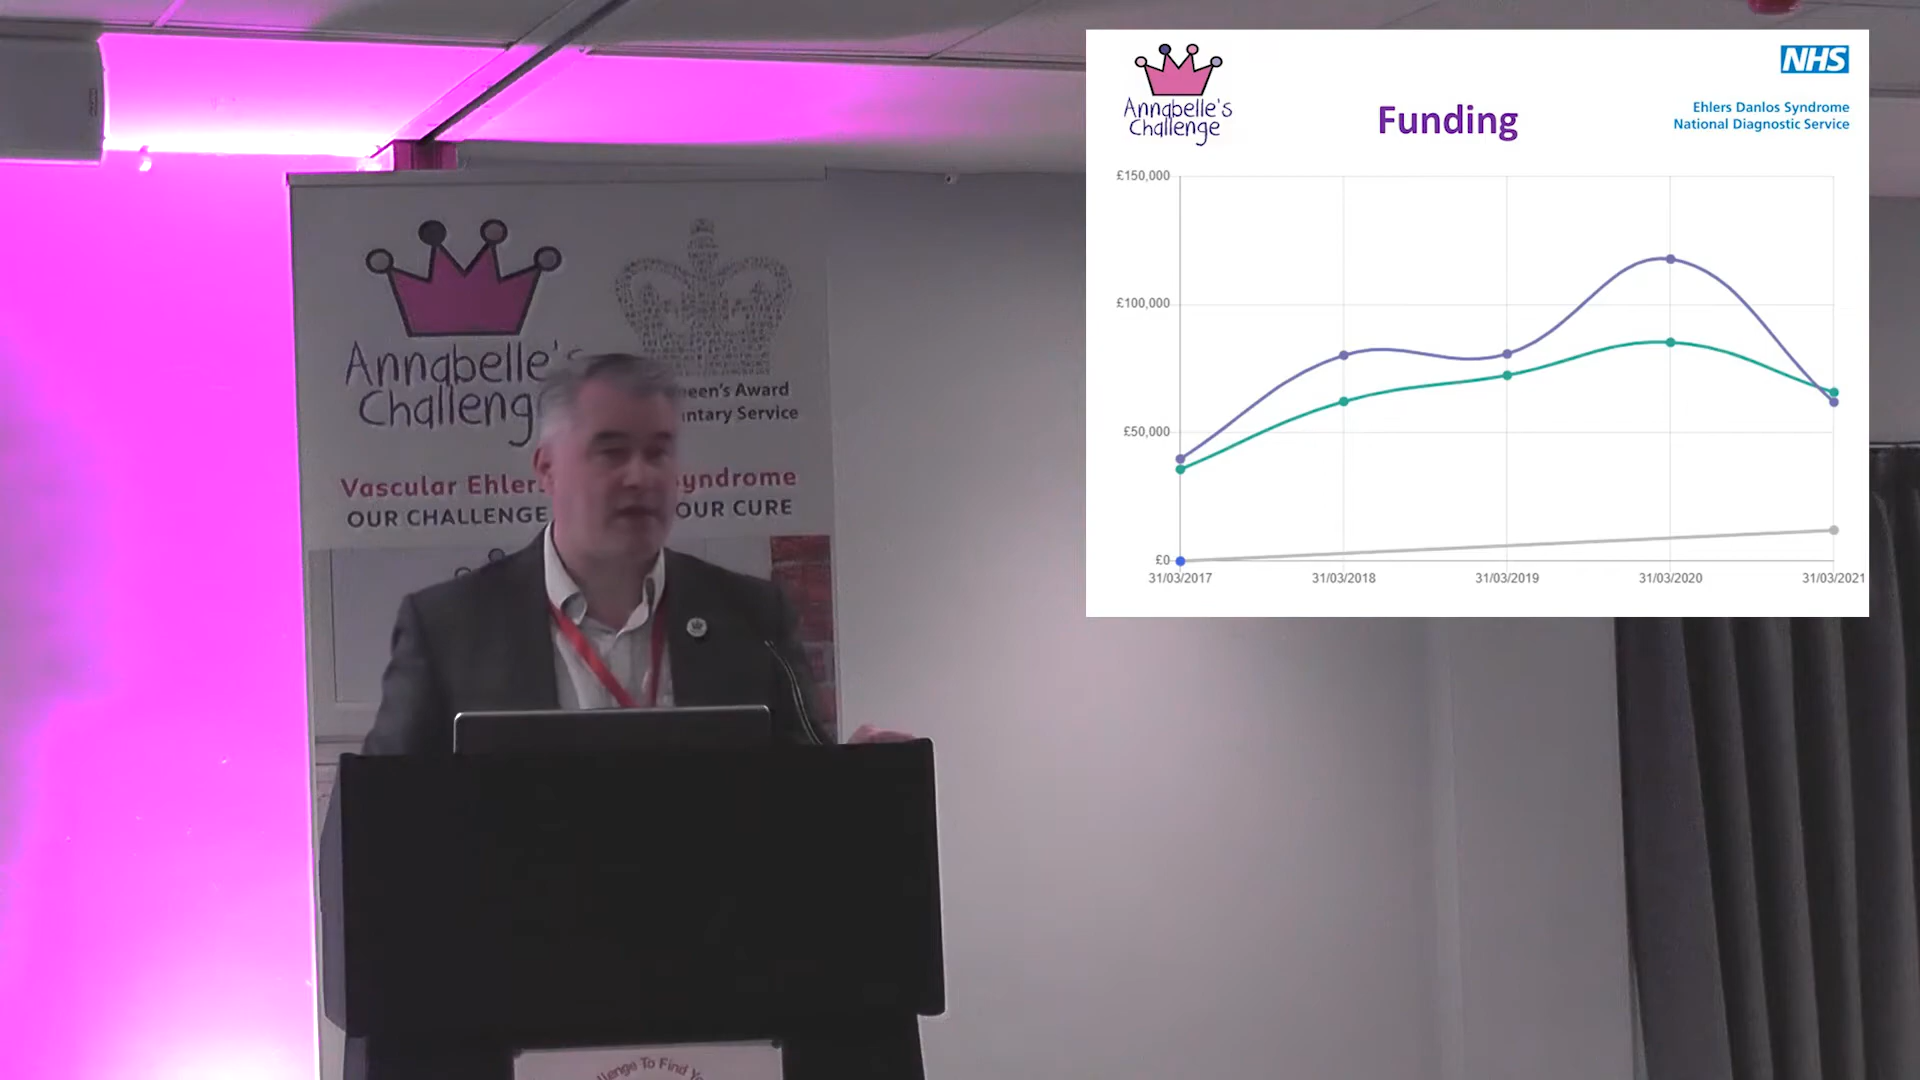 Annabelle's
Challenge
NHS
Ehlers Danlos Syndrome
National Diagnostic Service
Funding
£150,000
£100,000
£50,000
£0
31/03/2017
31/03/2018
31/03/2019
31/03/2020
31/03/2021
Annabelle's
Challeng
een's Award
ntary Service
Vascular Ehler yndrome
OUR CHALLENGE OUR CURE
llenge To Find Yo